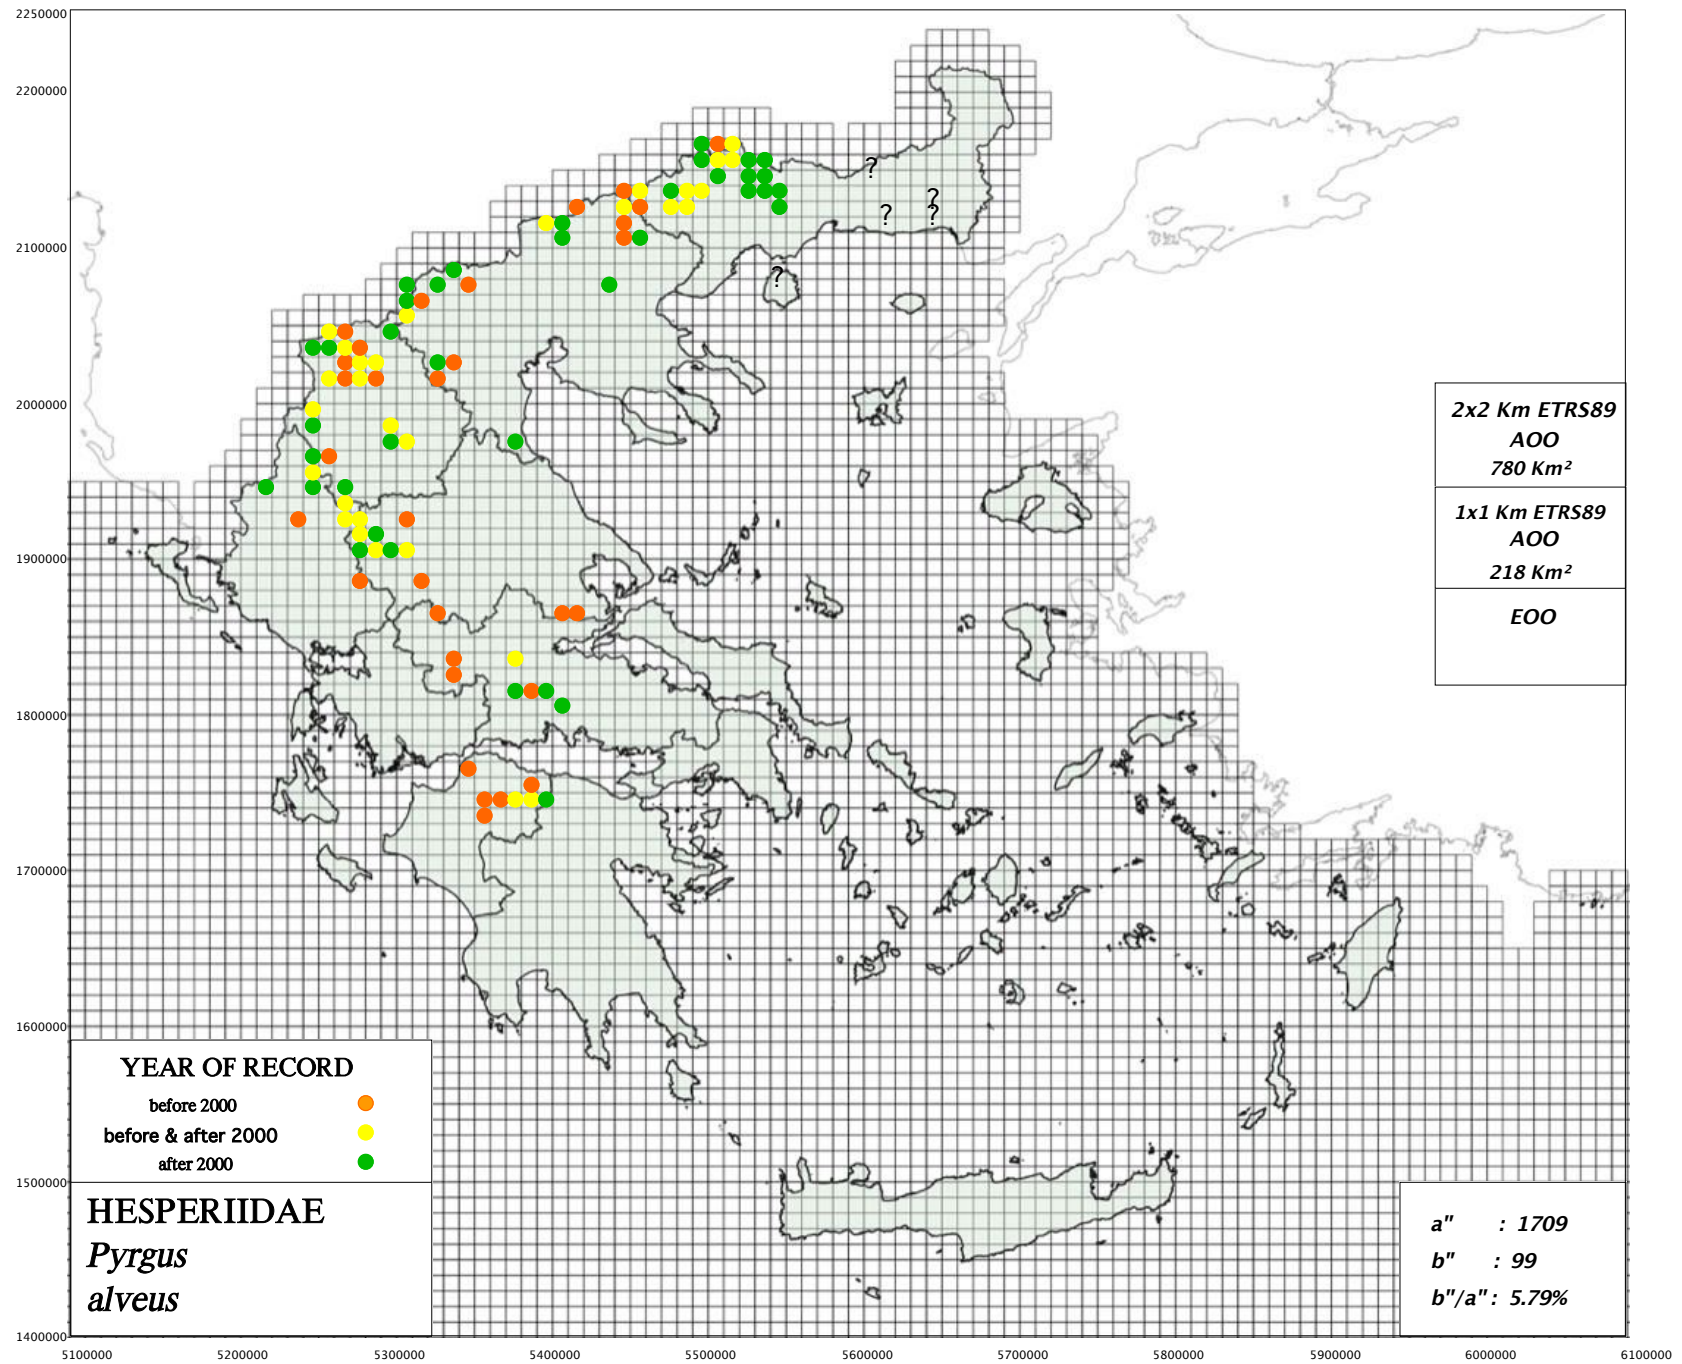 2250000
2200000
2100000
2000000
1900000
1800000
1700000
1600000
1500000
1400000
?
?
?
?
?
2x2 Km ETRS89
AOO
780 Km²
1x1 Km ETRS89
AOO
218 Km²
EOO
YEAR OF RECORD
before 2000
before & after 2000
after 2000
HESPERIIDAE
Pyrgus
alveus
a" : 1709
b" : 99
b"/a" : 5.79%
5100000 5200000 5300000 5400000 5500000 5600000 5700000 5800000 5900000 6000000 6100000